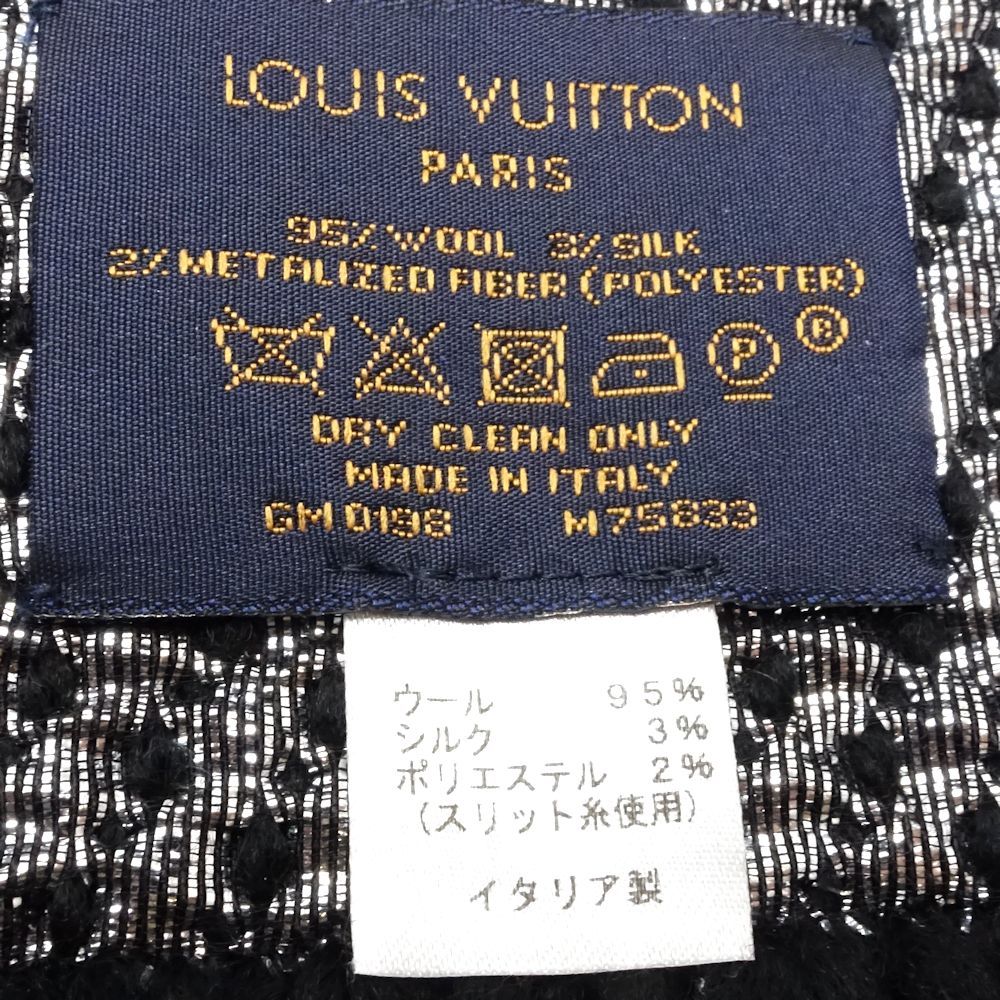 LOUIS VUITTON
PARIS
95% WOOL 3% SILK
2% METALIZED FIBER (POLYESTER)
P ®
DRY CLEAN ONLY
MADE IN ITALY
GM0198 M75833
ウール 95%
シルク 3%
ポリエステル 2%
(スリット糸使用)
イタリア製